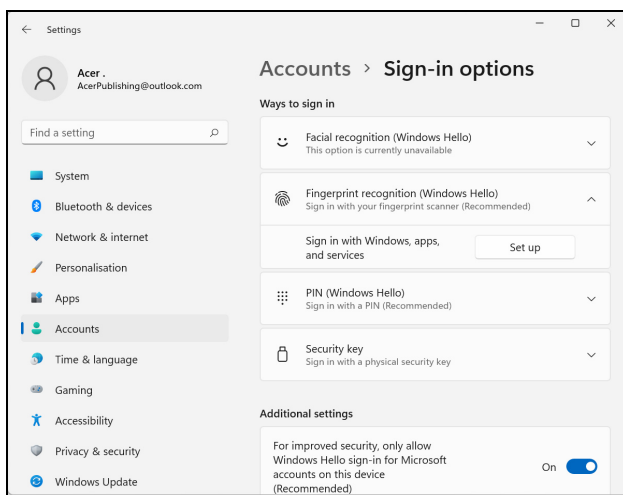 Settings
Acer .
AcerPublishing@outlook.com
Find a setting
System
Bluetooth & devices
Network & internet
Personalisation
Apps
Accounts
Time & language
Gaming
Accessibility
Privacy & security
Windows Update
Accounts > Sign-in options
Ways to sign in
Facial recognition (Windows Hello)
This option is currently unavailable
Fingerprint recognition (Windows Hello)
Sign in with your fingerprint scanner (Recommended)
Sign in with Windows, apps,
and services
Set up
PIN (Windows Hello)
Sign in with a PIN (Recommended)
Security key
Sign in with a physical security key
Additional settings
For improved security, only allow
Windows Hello sign-in for Microsoft
accounts on this device
(Recommended)
On